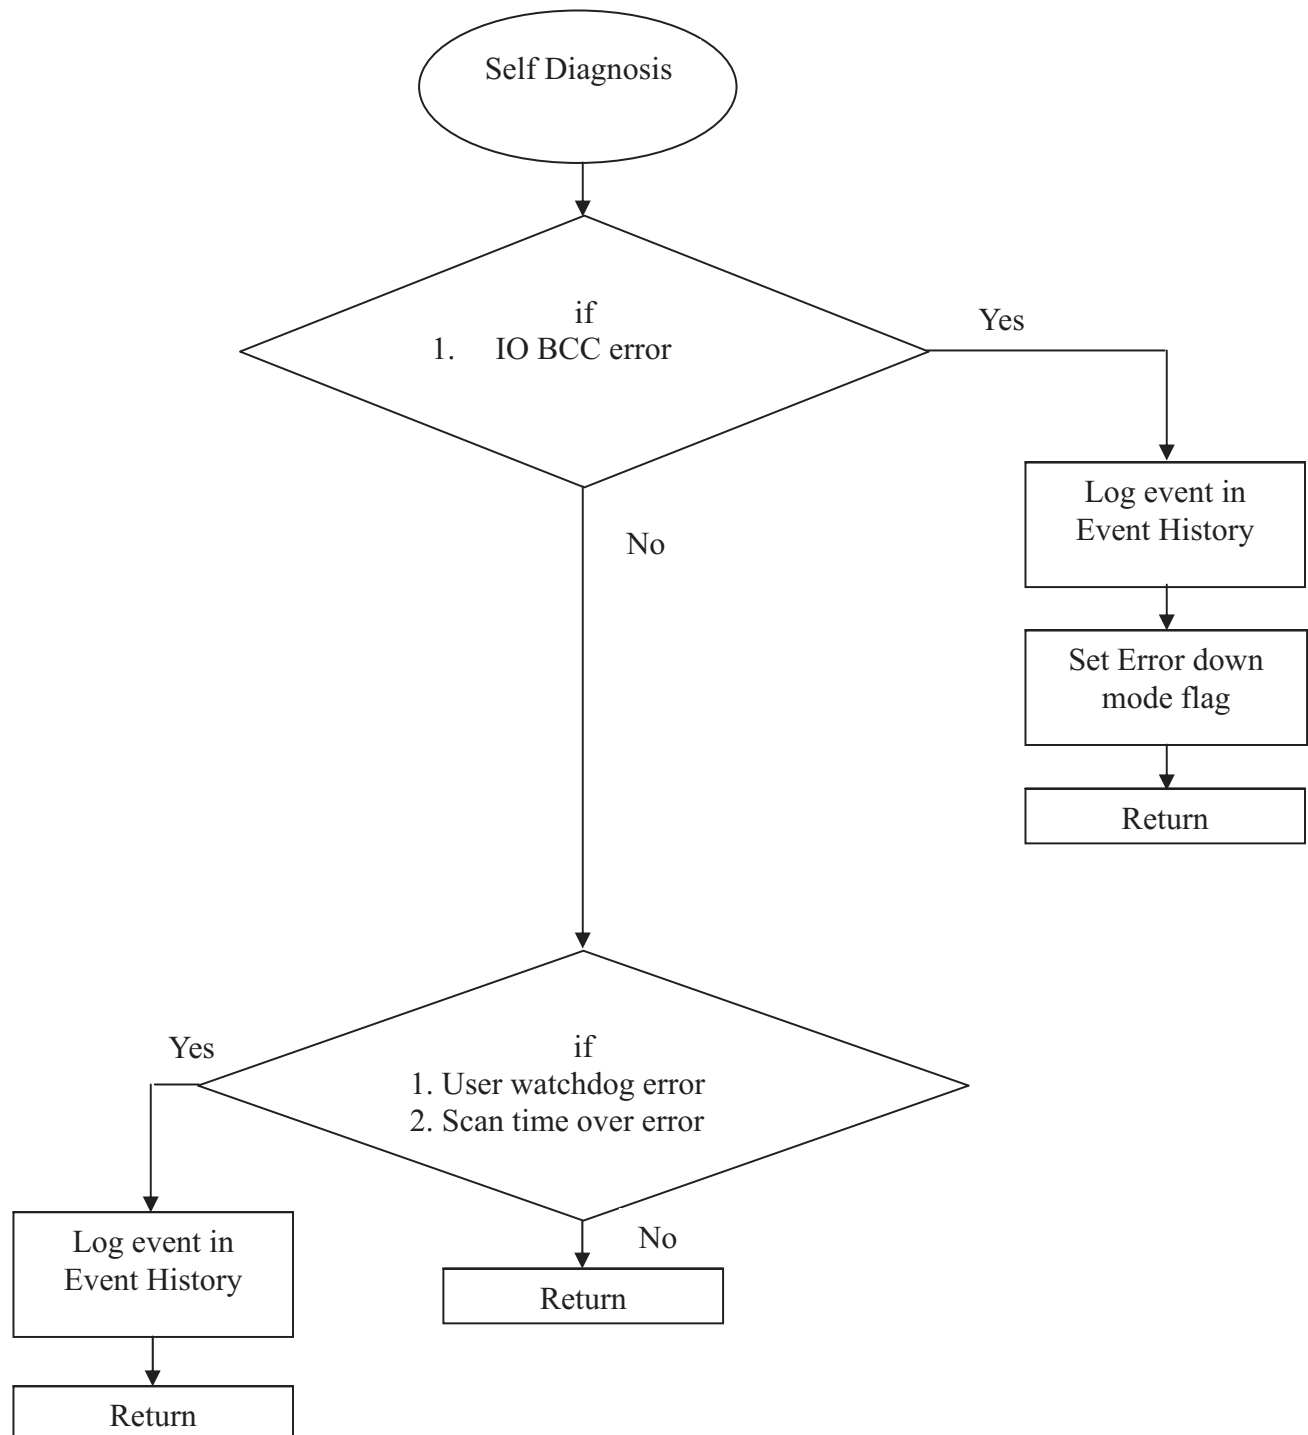 Self Diagnosis
if
1. IO BCC error
Yes
No
Log event in
Event History
Set Error down
mode flag
Return
Yes
if
1. User watchdog error
2. Scan time over error
No
Log event in
Event History
Return
Return